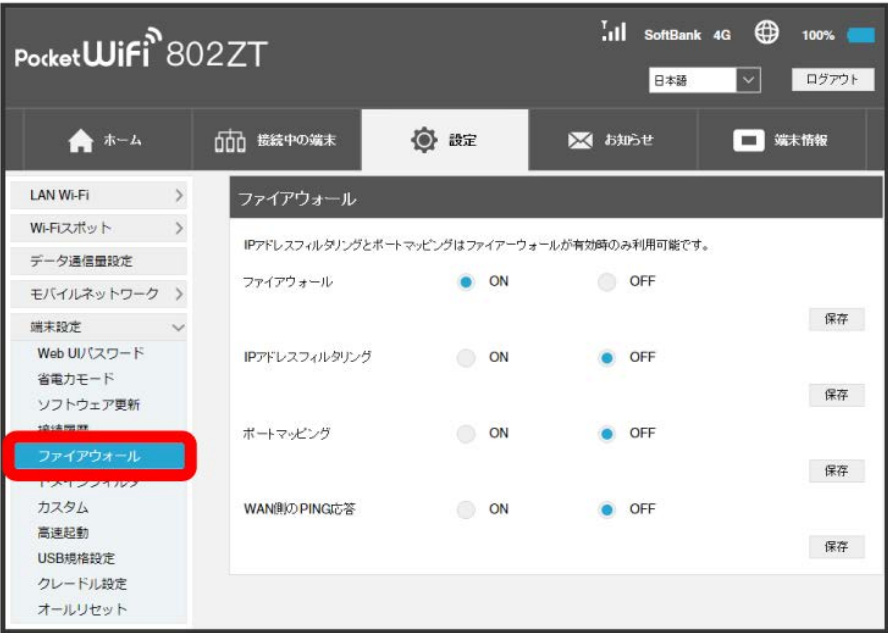 Pocket WiFi 802ZT
SoftBank 4G 100%
日本語 ログアウト
ホーム 接続中の端末 設定 お知らせ 端末情報
LAN Wi-Fi
Wi-Fiスポット
データ通信量設定
モバイルネットワーク
端末設定
Web UIパスワード
省電力モード
ソフトウェア更新
接続履歴
ファイアウォール
ドメインフィルタ
カスタム
高速起動
USB規格設定
クレードル設定
オールリセット
ファイアウォール
IPアドレスフィルタリングとポートマッピングはファイアーウォールが有効時のみ利用可能です。
ファイアウォール ON OFF
保存
IPアドレスフィルタリング ON OFF
保存
ポートマッピング ON OFF
保存
WAN側のPING応答 ON OFF
保存